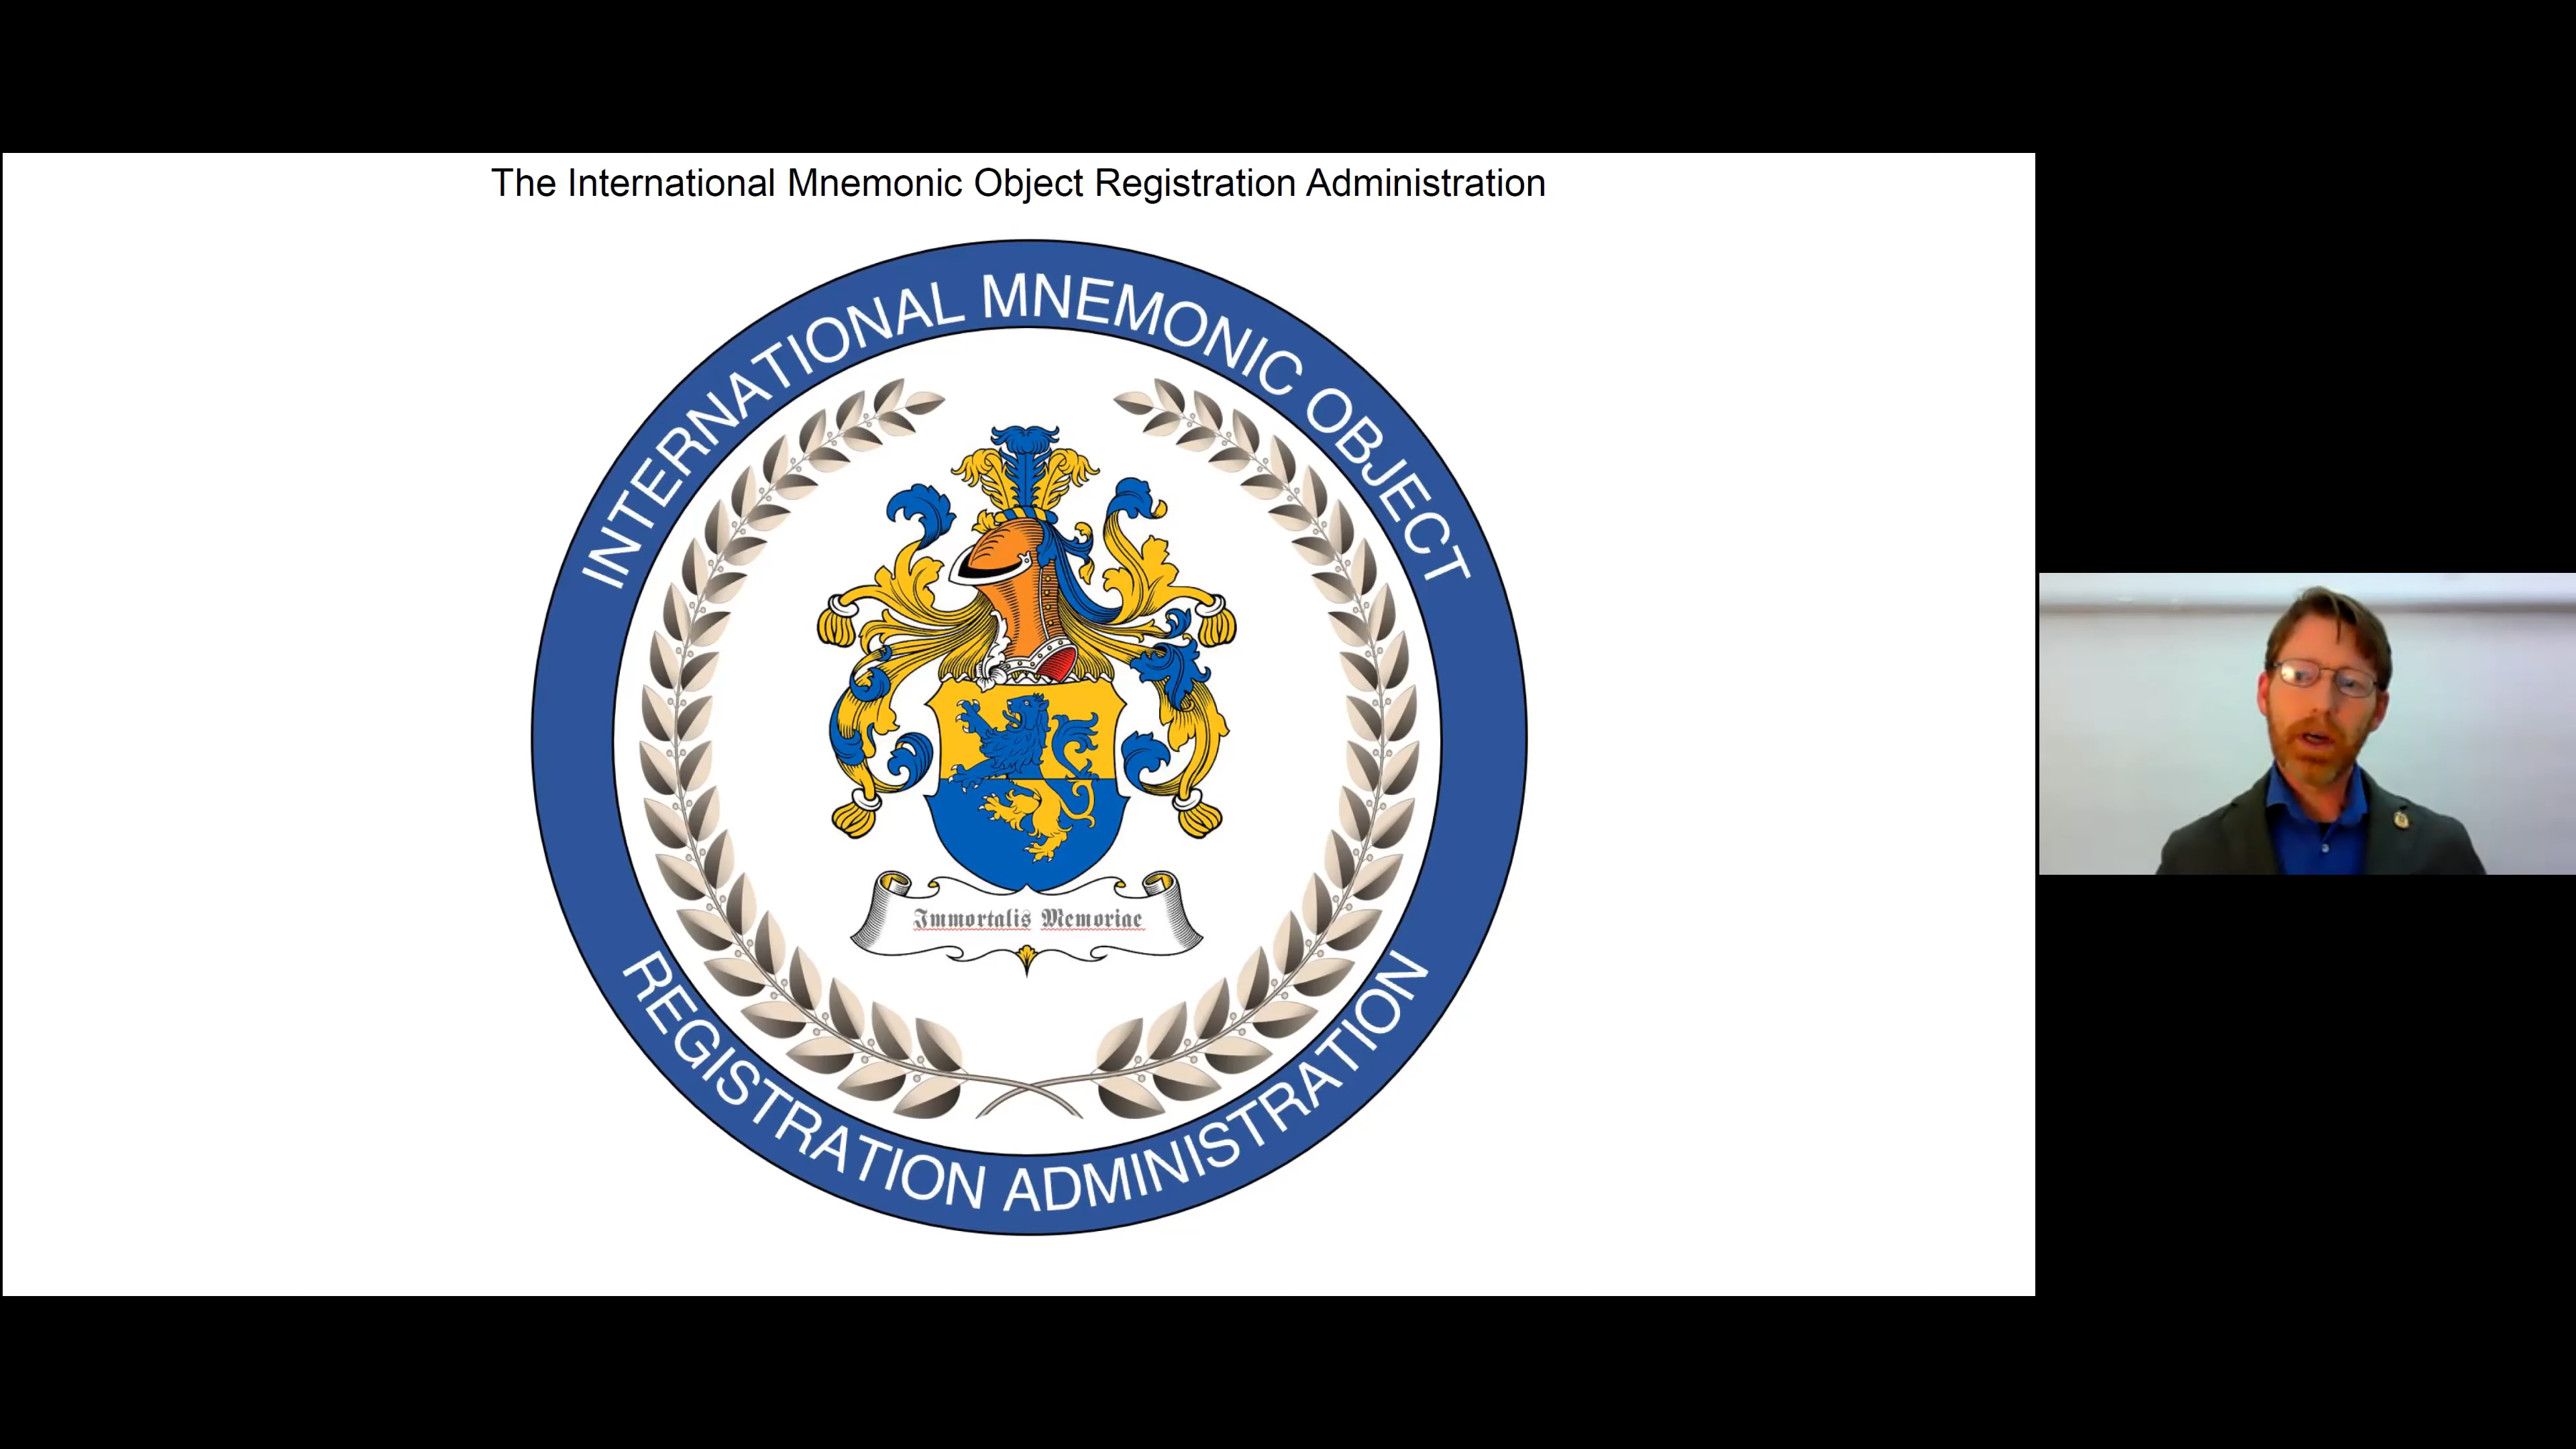 The International Mnemonic Object Registration Administration
INTERNATIONAL MNEMONIC OBJECT
Immortalis Memoriae
REGISTRATION ADMINISTRATION